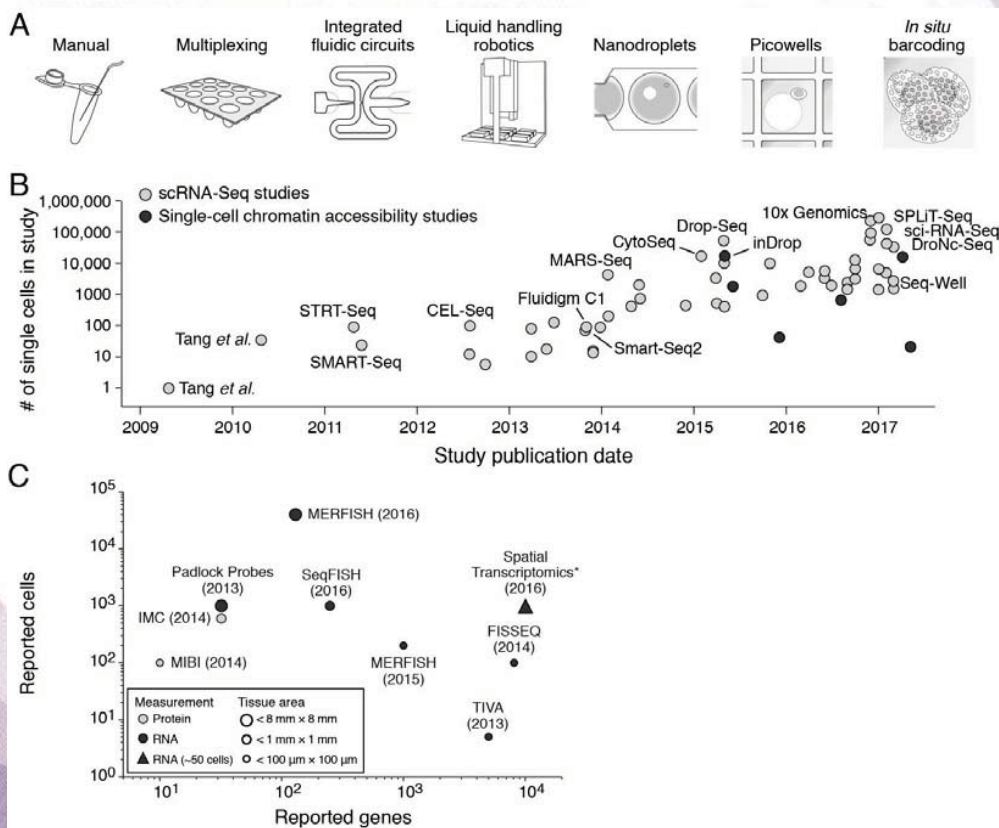 A
Manual
Multiplexing
Integrated
fluidic circuits
Liquid handling
robotics
Nanodroplets
Picowells
In situ
barcoding
B
scRNA-Seq studies
Single-cell chromatin accessibility studies
# of single cells in study
1,000,000
100,000
10,000
1000
100
10
1
Tang et al.
Tang et al.
STRT-Seq
SMART-Seq
CEL-Seq
Fluidigm C1
Smart-Seq2
MARS-Seq
CytoSeq
Drop-Seq
inDrop
10x Genomics
SPLiT-Seq
sci-RNA-Seq
DroNc-Seq
Seq-Well
2009 2010 2011 2012 2013 2014 2015 2016 2017
Study publication date
C
Reported cells
10⁵
10⁴
10³
10²
10¹
10⁰
MERFISH (2016)
Padlock Probes
(2013)
SeqFISH
(2016)
Spatial
Transcriptomics*
(2016)
IMC (2014)
FISSEQ
(2014)
MIBI (2014)
MERFISH
(2015)
TIVA
(2013)
Measurement
Protein
RNA
RNA (~50 cells)
Tissue area
< 8 mm × 8 mm
< 1 mm × 1 mm
< 100 µm × 100 µm
10¹ 10² 10³ 10⁴
Reported genes